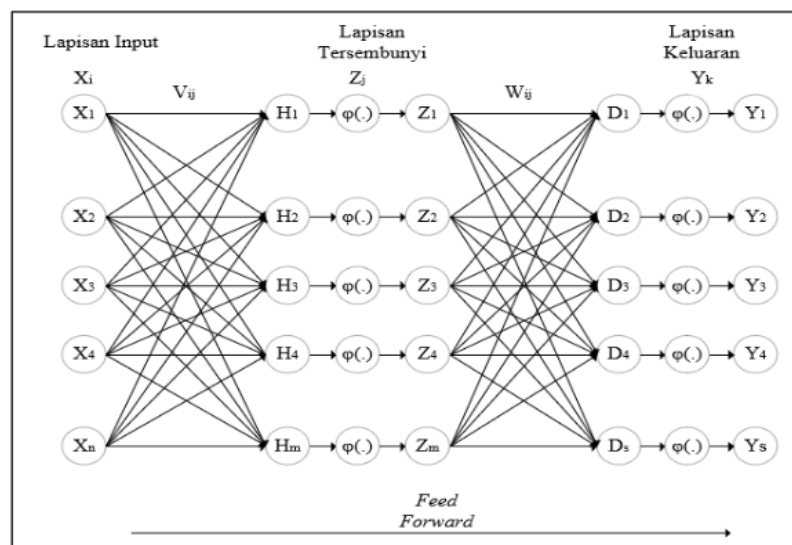 Lapisan Input
Lapisan
Tersembunyi
Lapisan
Keluaran
Xi
Vij
Zj
Wij
Yk
X1 H1 φ(.) Z1 D1 φ(.) Y1
X2 H2 φ(.) Z2 D2 φ(.) Y2
X3 H3 φ(.) Z3 D3 φ(.) Y3
X4 H4 φ(.) Z4 D4 φ(.) Y4
Xn Hm φ(.) Zm Ds φ(.) Ys
Feed
Forward